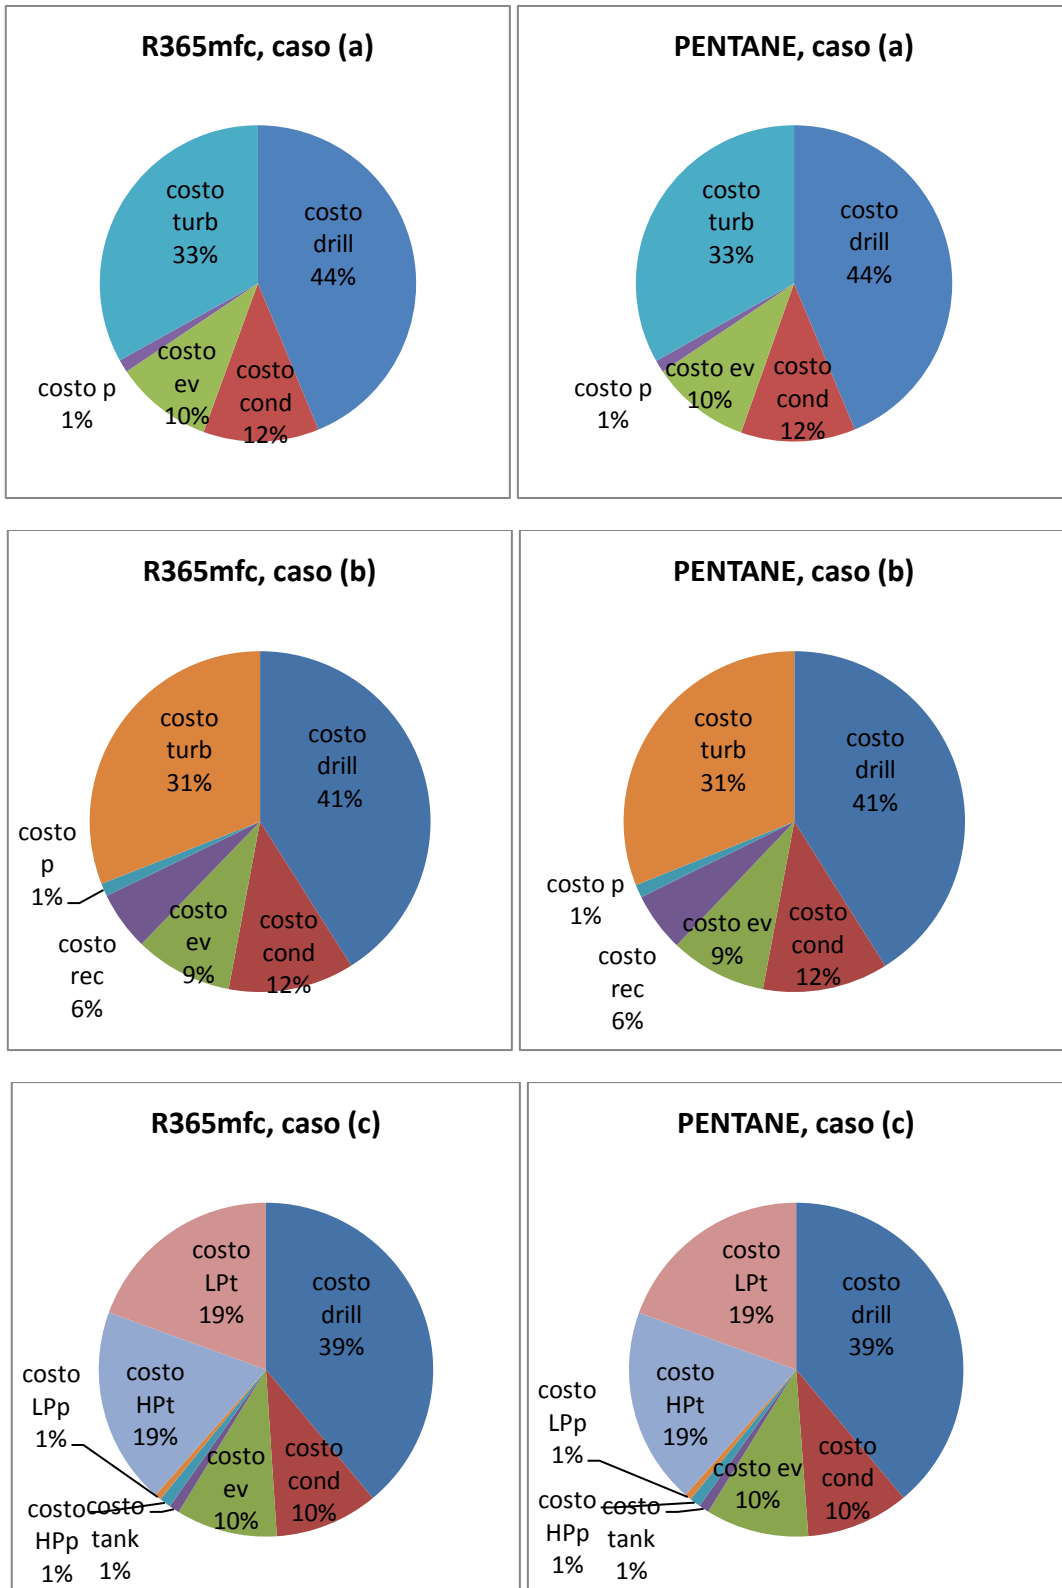 R365mfc, caso (a)
costo
turb
33%
costo
drill
44%
costo p
1%
costo
ev
10%
costo
cond
12%
PENTANE, caso (a)
costo
turb
33%
costo
drill
44%
costo p
1%
costo ev
10%
costo
cond
12%
R365mfc, caso (b)
costo
turb
31%
costo
drill
41%
costo
p
1%
costo
rec
6%
costo
ev
9%
costo
cond
12%
PENTANE, caso (b)
costo
turb
31%
costo
drill
41%
costo p
1%
costo
rec
6%
costo ev
9%
costo
cond
12%
R365mfc, caso (c)
costo
LPt
19%
costo
drill
39%
costo
LPp
1%
costo
HPt
19%
costo
HPp
1%
costo
tank
1%
costo
ev
10%
costo
cond
10%
PENTANE, caso (c)
costo
LPt
19%
costo
drill
39%
costo
LPp
1%
costo
HPt
19%
costo
HPp
1%
costo
tank
1%
costo ev
10%
costo
cond
10%